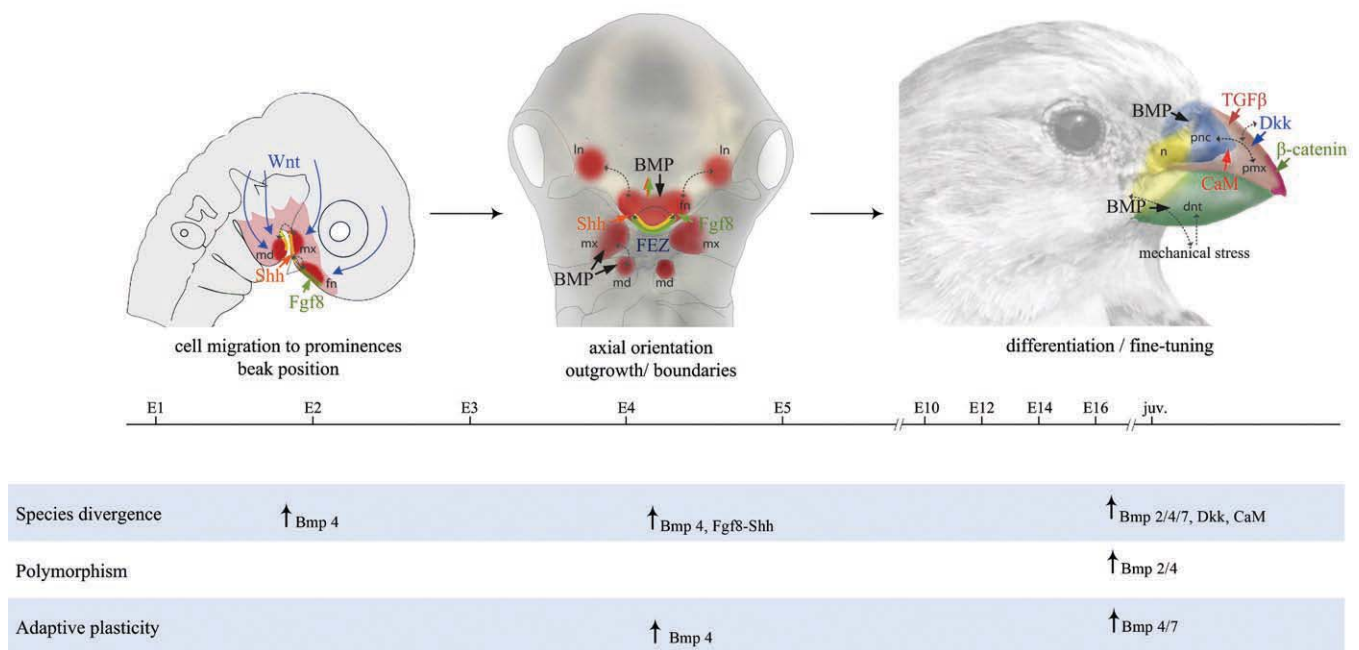 Wnt
md
mx
Shh
fn
Fgf8
cell migration to prominences
beak position
ln
ln
BMP
fn
Shh
Fgf8
mx
FEZ
mx
BMP
md
md
axial orientation
outgrowth/ boundaries
TGFβ
BMP
Dkk
pnc
n
β-catenin
pmx
CaM
BMP
dnt
mechanical stress
differentiation / fine-tuning
E1 E2 E3 E4 E5 E10 E12 E14 E16 juv.
Species divergence Bmp 4 Bmp 4, Fgf8-Shh Bmp 2/4/7, Dkk, CaM
Polymorphism Bmp 2/4
Adaptive plasticity Bmp 4 Bmp 4/7